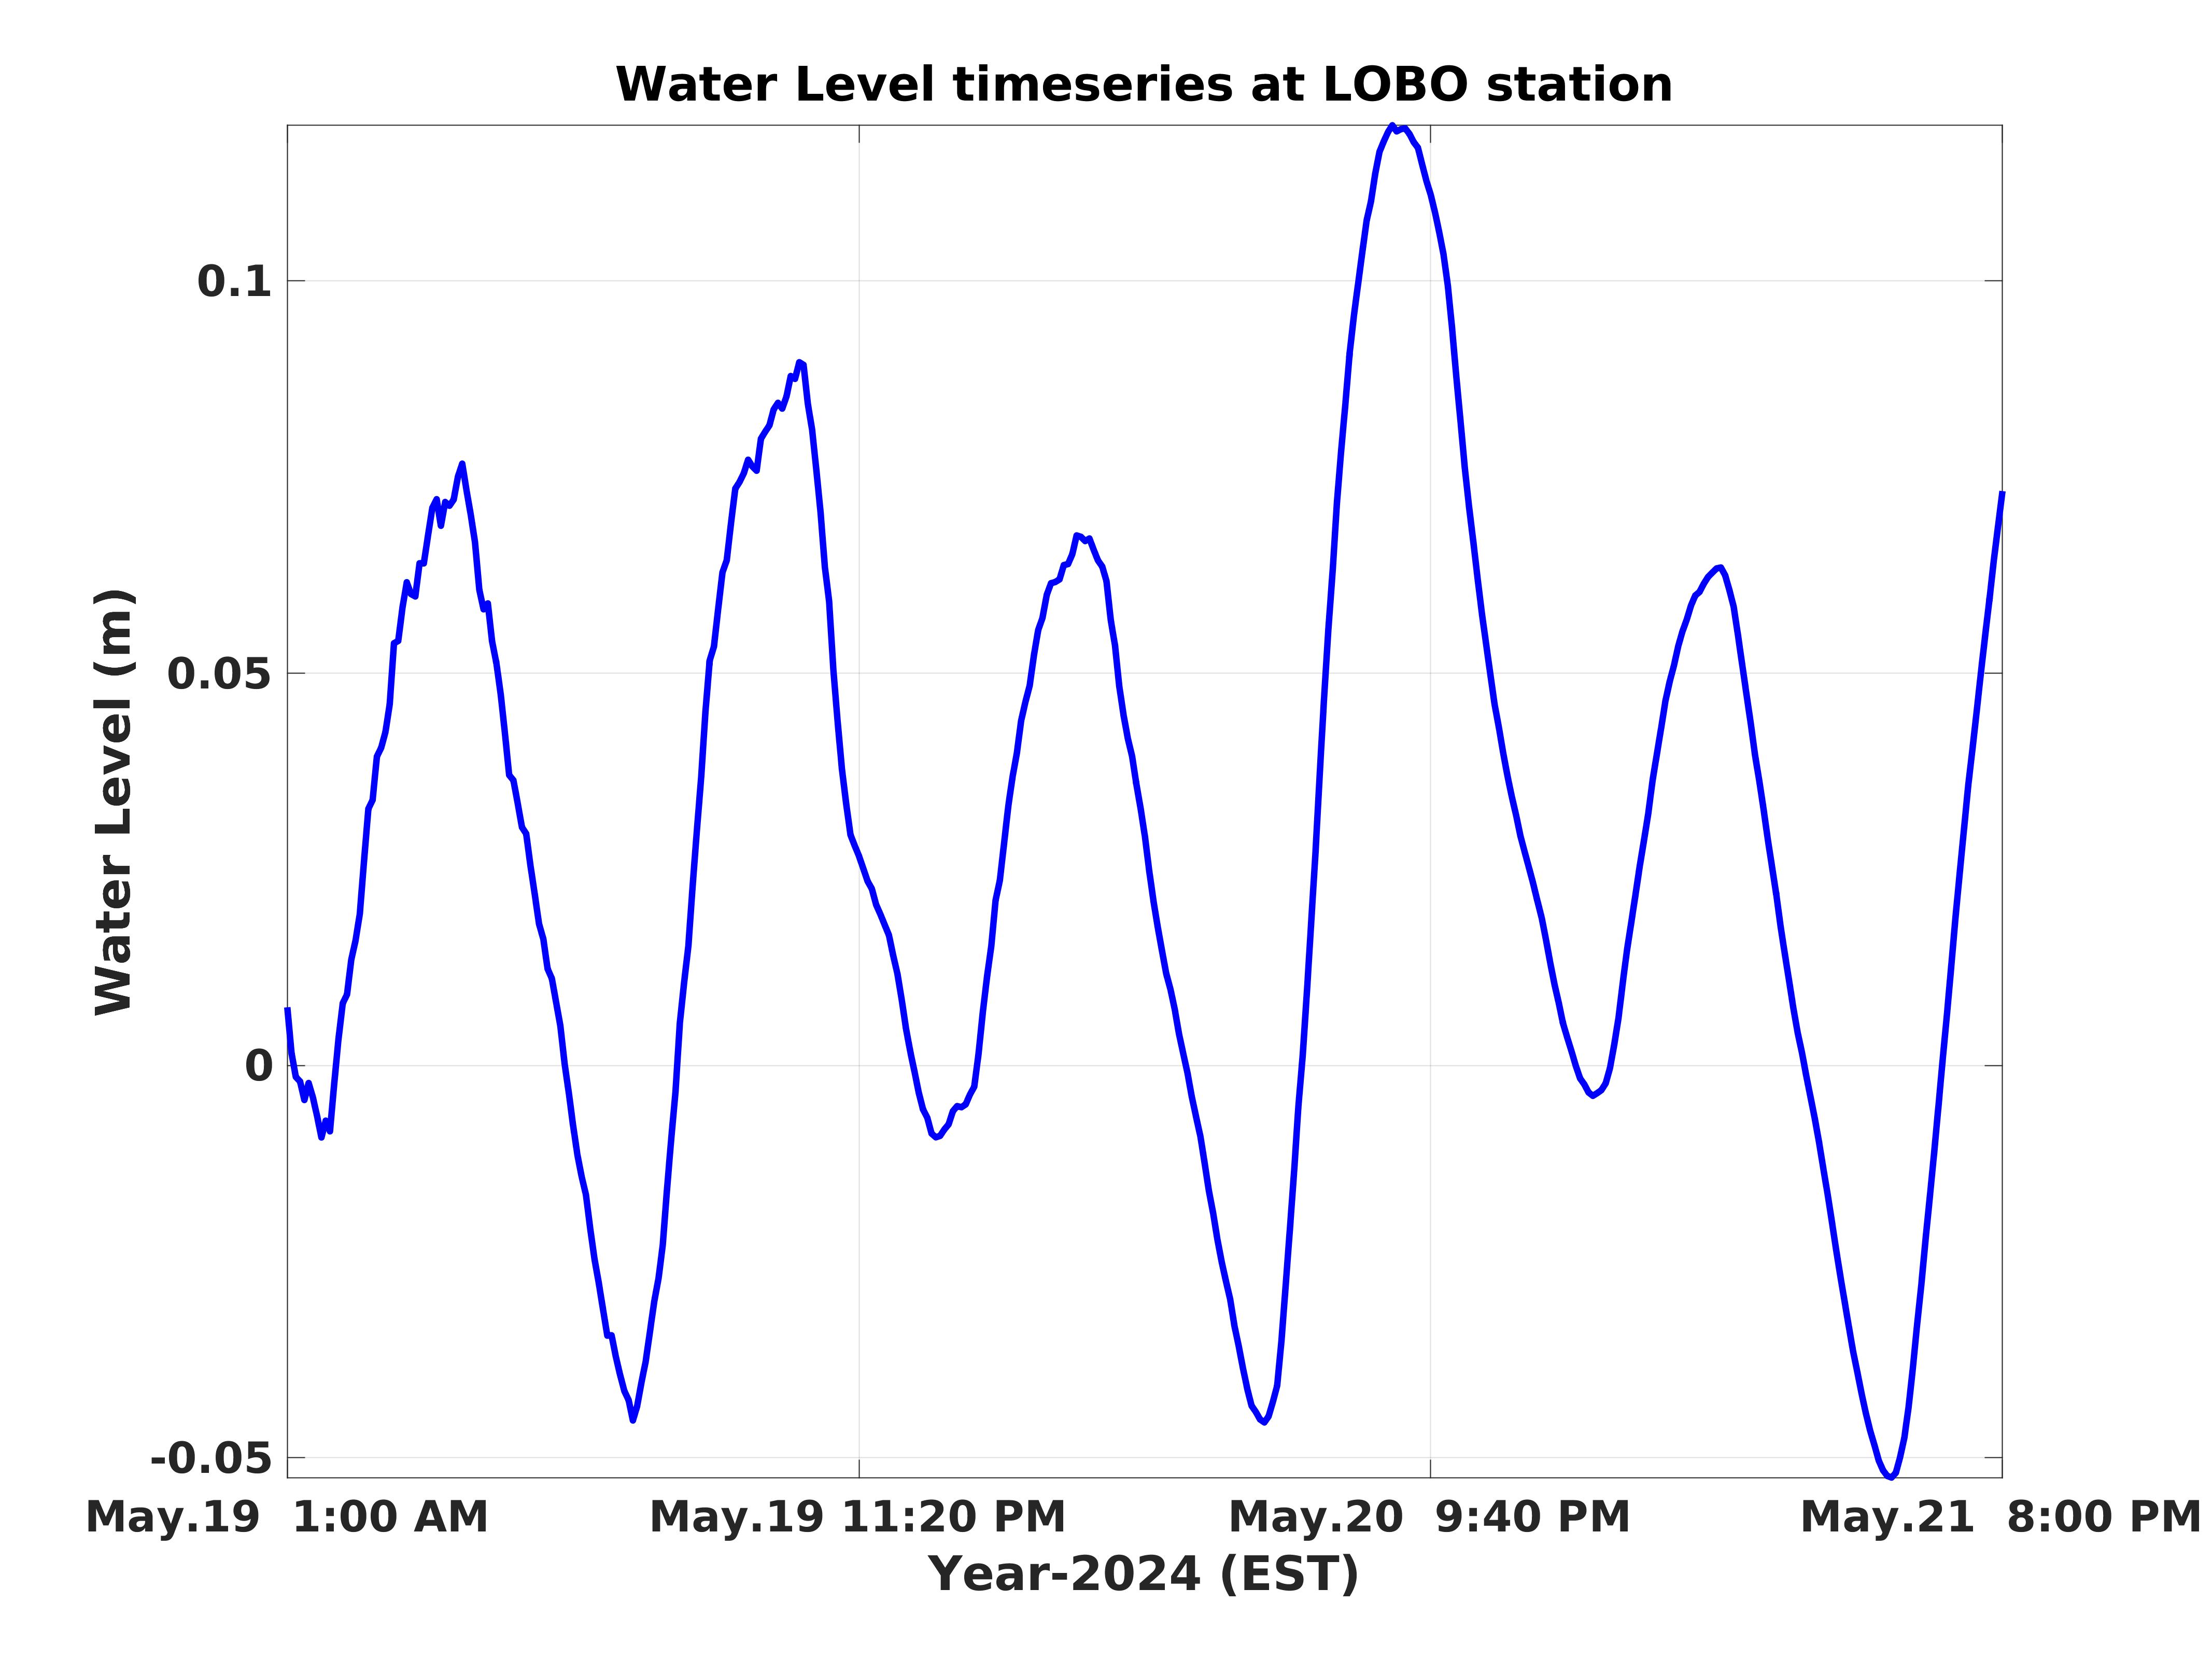 Water Level timeseries at LOBO station
Water Level (m)
0.1
0.05
0
-0.05
May.19  1:00 AM
May.19 11:20 PM
May.20  9:40 PM
May.21  8:00 PM
Year-2024 (EST)